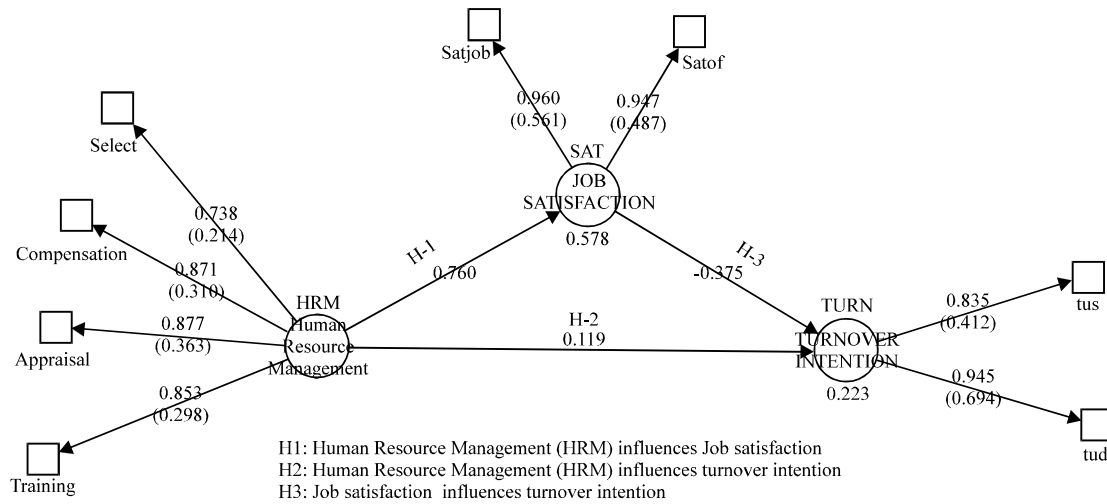 Satjob
Satof
0.960
(0.561)
0.947
(0.487)
Select
SAT
JOB
SATISFACTION
0.578
0.738
(0.214)
Compensation
0.871
(0.310)
H-1
0.760
H-3
-0.375
HRM
Human
Resource
Management
H-2
0.119
TURN
TURNOVER
INTENTION
0.223
0.835
(0.412)
tus
0.877
(0.363)
Appraisal
0.853
(0.298)
Training
0.945
(0.694)
tud
H1: Human Resource Management (HRM) influences Job satisfaction
H2: Human Resource Management (HRM) influences turnover intention
H3: Job satisfaction influences turnover intention